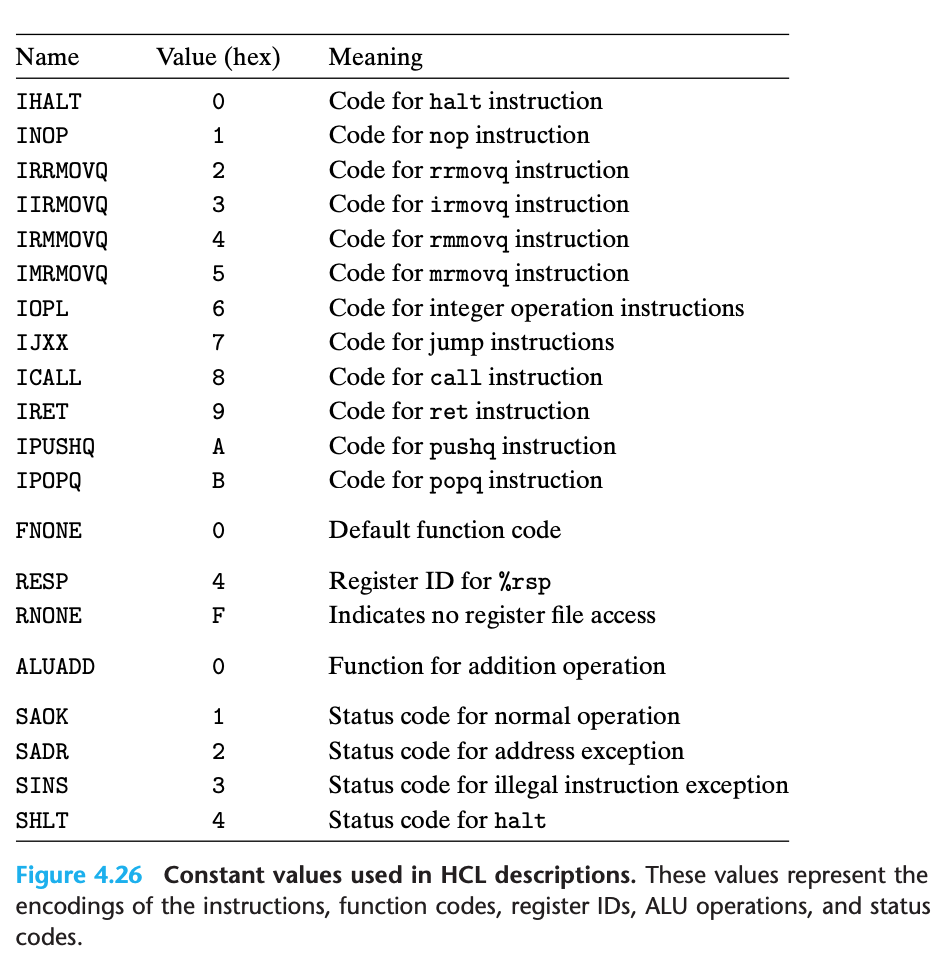 Name Value (hex) Meaning
IHALT 0 Code for halt instruction
INOP 1 Code for nop instruction
IRRMOVQ 2 Code for rrmovq instruction
IIRMOVQ 3 Code for irmovq instruction
IRMMOVQ 4 Code for rmmovq instruction
IMRMOVQ 5 Code for mrmovq instruction
IOPL 6 Code for integer operation instructions
IJXX 7 Code for jump instructions
ICALL 8 Code for call instruction
IRET 9 Code for ret instruction
IPUSHQ A Code for pushq instruction
IPOPQ B Code for popq instruction
FNONE 0 Default function code
RESP 4 Register ID for %rsp
RNONE F Indicates no register file access
ALUADD 0 Function for addition operation
SAOK 1 Status code for normal operation
SADR 2 Status code for address exception
SINS 3 Status code for illegal instruction exception
SHLT 4 Status code for halt
Figure 4.26 Constant values used in HCL descriptions. These values represent the
encodings of the instructions, function codes, register IDs, ALU operations, and status
codes.